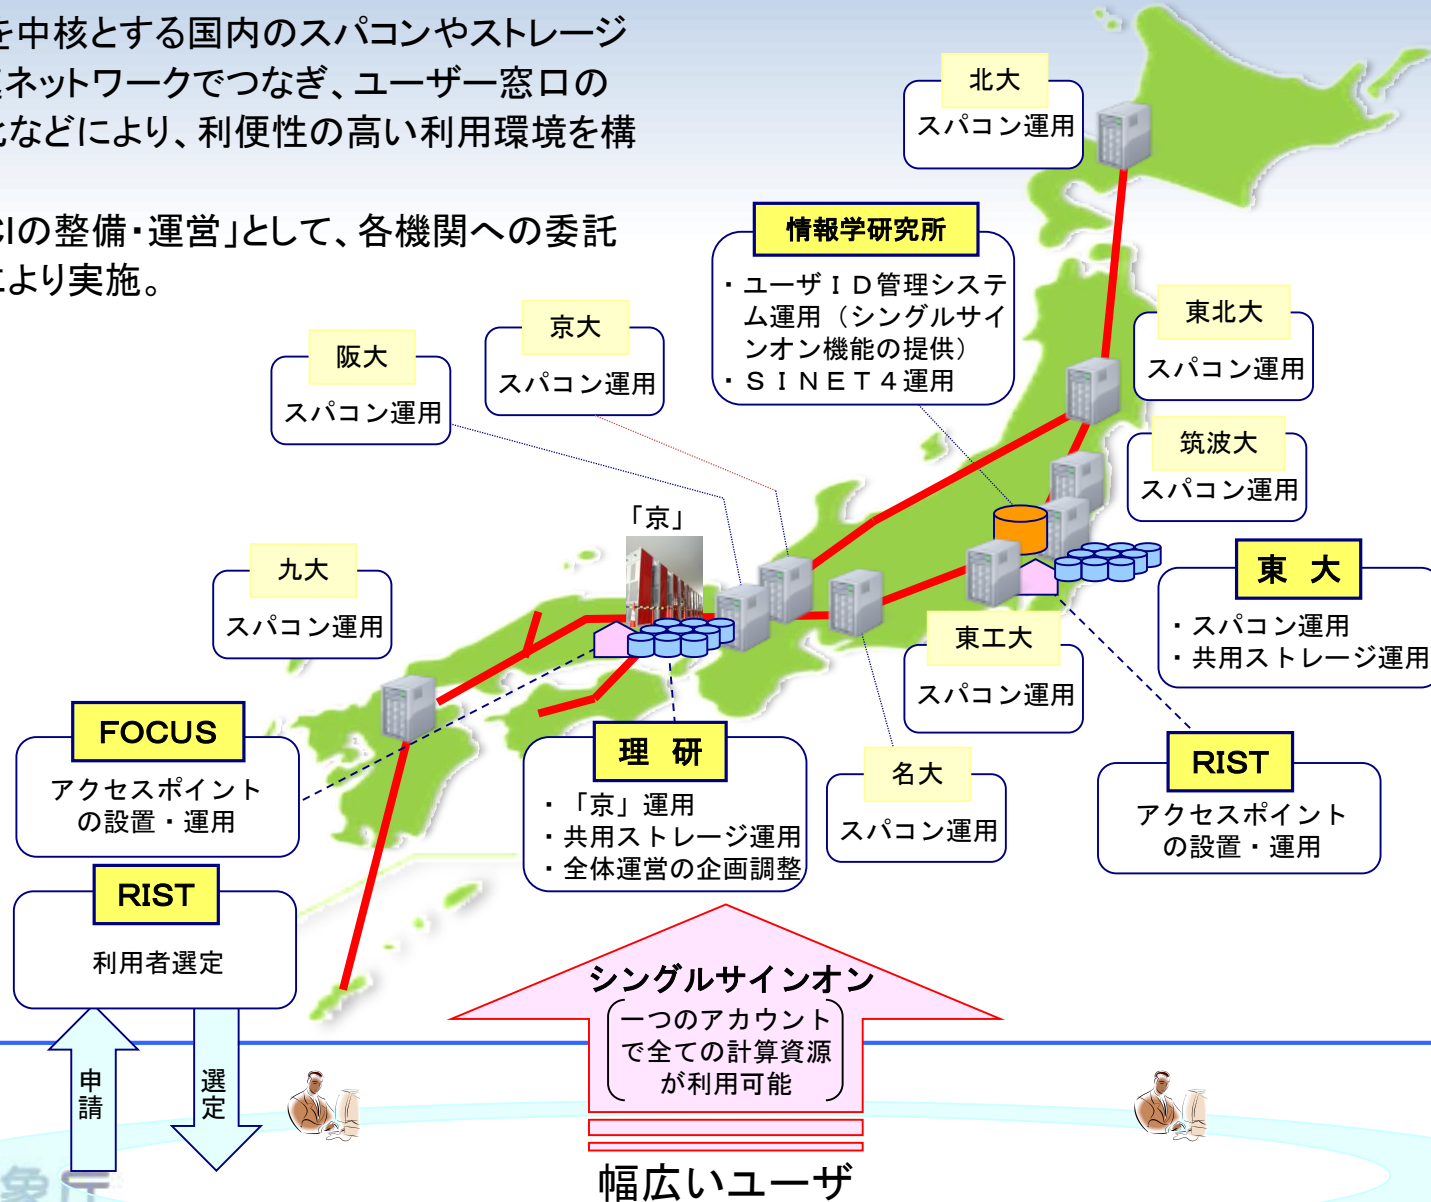 を中核とする国内のスパコンやストレージ
ネットワークでつなぎ、ユーザー窓口の
などにより、利便性の高い利用環境を構
CIの整備・運営」として、各機関への委託
により実施。
北大
スパコン運用
情報学研究所
・ユーザＩＤ管理システ
ム運用（シングルサイ
ンオン機能の提供）
・ＳＩＮＥＴ４運用
京大
スパコン運用
阪大
スパコン運用
東北大
スパコン運用
筑波大
スパコン運用
「京」
九大
スパコン運用
東 大
・スパコン運用
・共用ストレージ運用
東工大
スパコン運用
FOCUS
アクセスポイント
の設置・運用
理 研
・「京」運用
・共用ストレージ運用
・全体運営の企画調整
名大
スパコン運用
RIST
アクセスポイント
の設置・運用
RIST
利用者選定
申請
選定
シングルサインオン
一つのアカウント
で全ての計算資源
が利用可能
幅広いユーザ
象庁